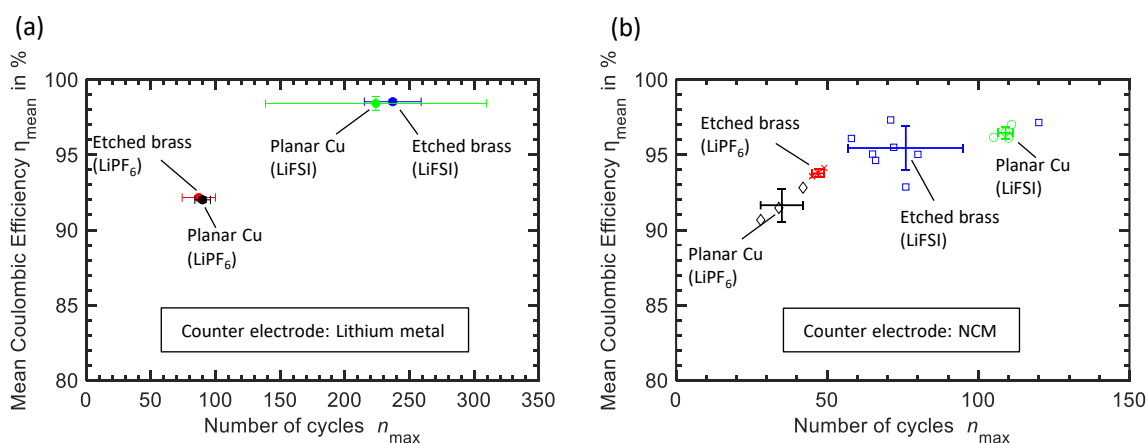 (a)
Mean Coulombic Efficiency η_mean in %
100
95
90
85
80
Etched brass
(LiPF₆)
Planar Cu
(LiPF₆)
Planar Cu
(LiFSI)
Etched brass
(LiFSI)
Counter electrode: Lithium metal
0 50 100 150 200 250 300 350
Number of cycles n_max
(b)
Mean Coulombic Efficiency η_mean in %
100
95
90
85
80
Etched brass
(LiPF₆)
Planar Cu
(LiPF₆)
Etched brass
(LiFSI)
Planar Cu
(LiFSI)
Counter electrode: NCM
0 50 100 150
Number of cycles n_max